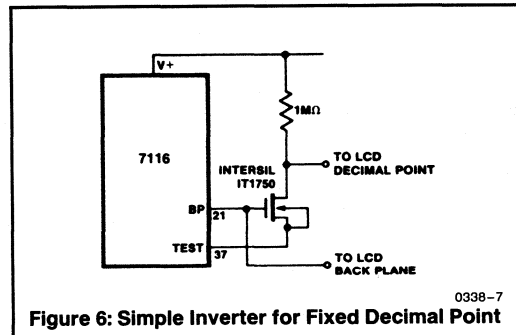 V+
1MΩ
7116
TO LCD
DECIMAL POINT
INTERSIL
IT1750
BP
21
TEST
37
TO LCD
BACK PLANE
0338–7
Figure 6: Simple Inverter for Fixed Decimal Point